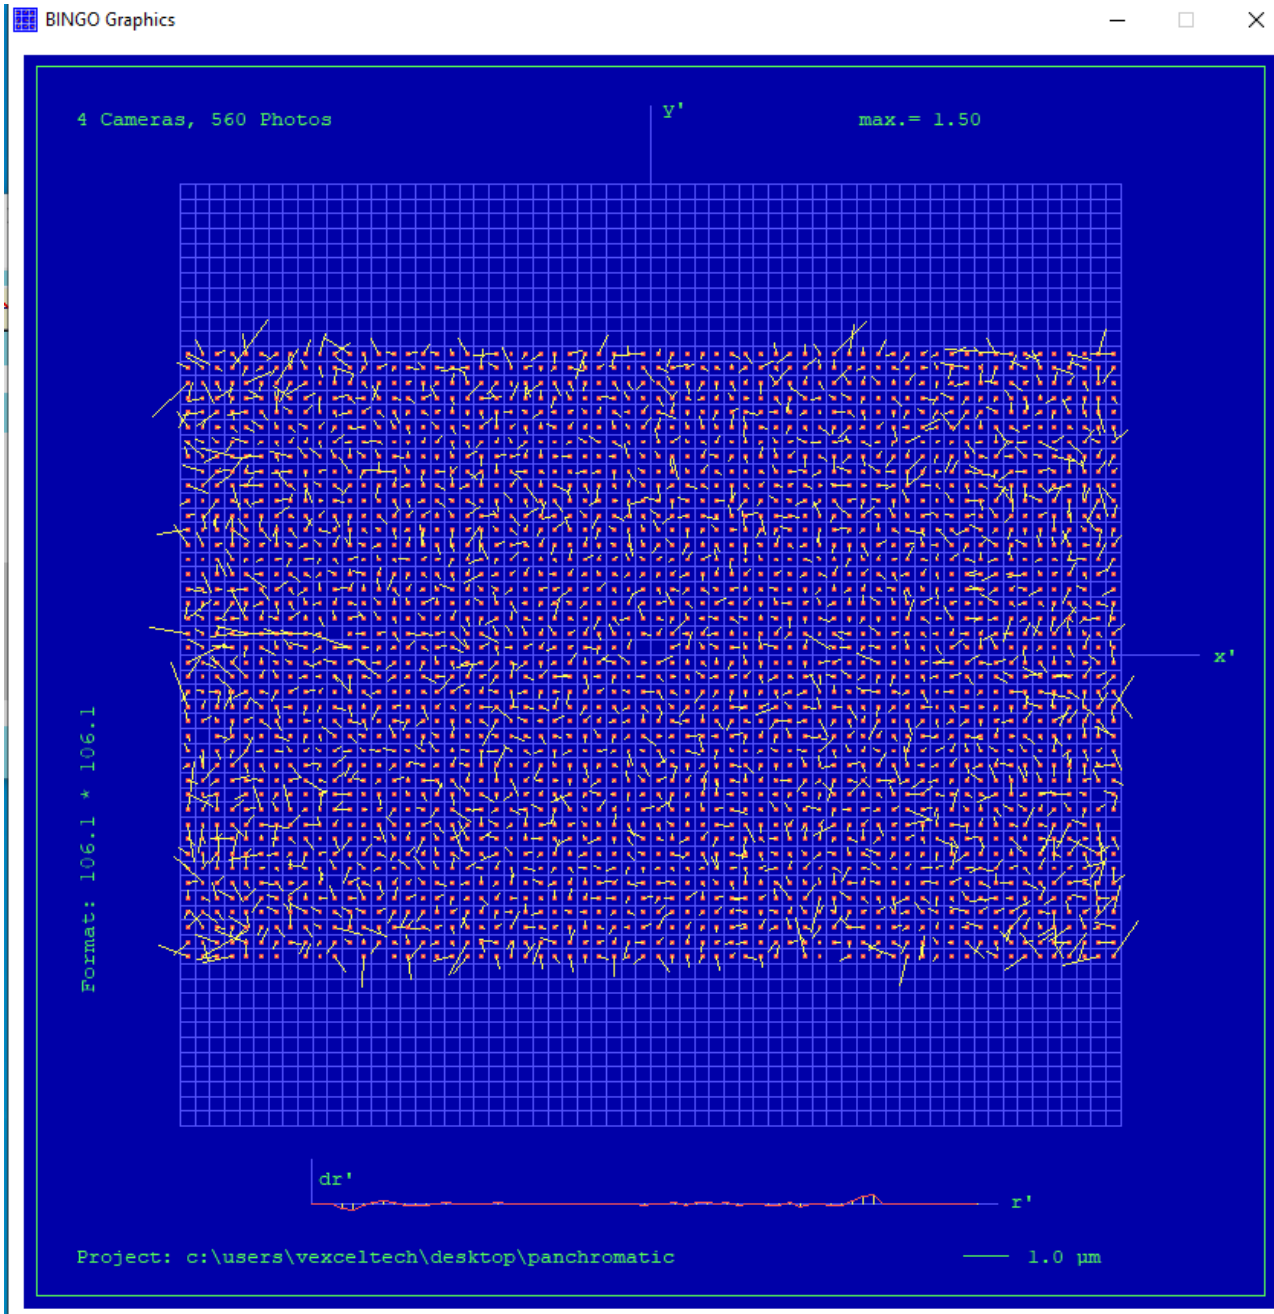 BINGO Graphics
4 Cameras, 560 Photos
y'
max.= 1.50
x'
Format: 106.1 * 106.1
dr'
r'
Project: c:\users\vexceltech\desktop\panchromatic
1.0 µm